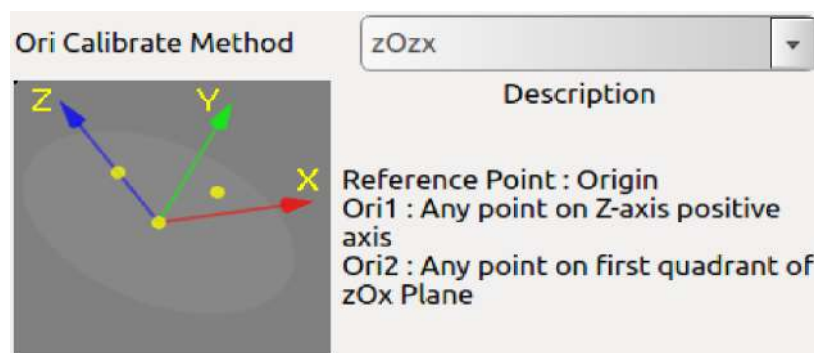 Ori Calibrate Method
zOzx
Description
Z
Y
X
Reference Point : Origin
Ori1 : Any point on Z-axis positive
axis
Ori2 : Any point on first quadrant of
zOx Plane